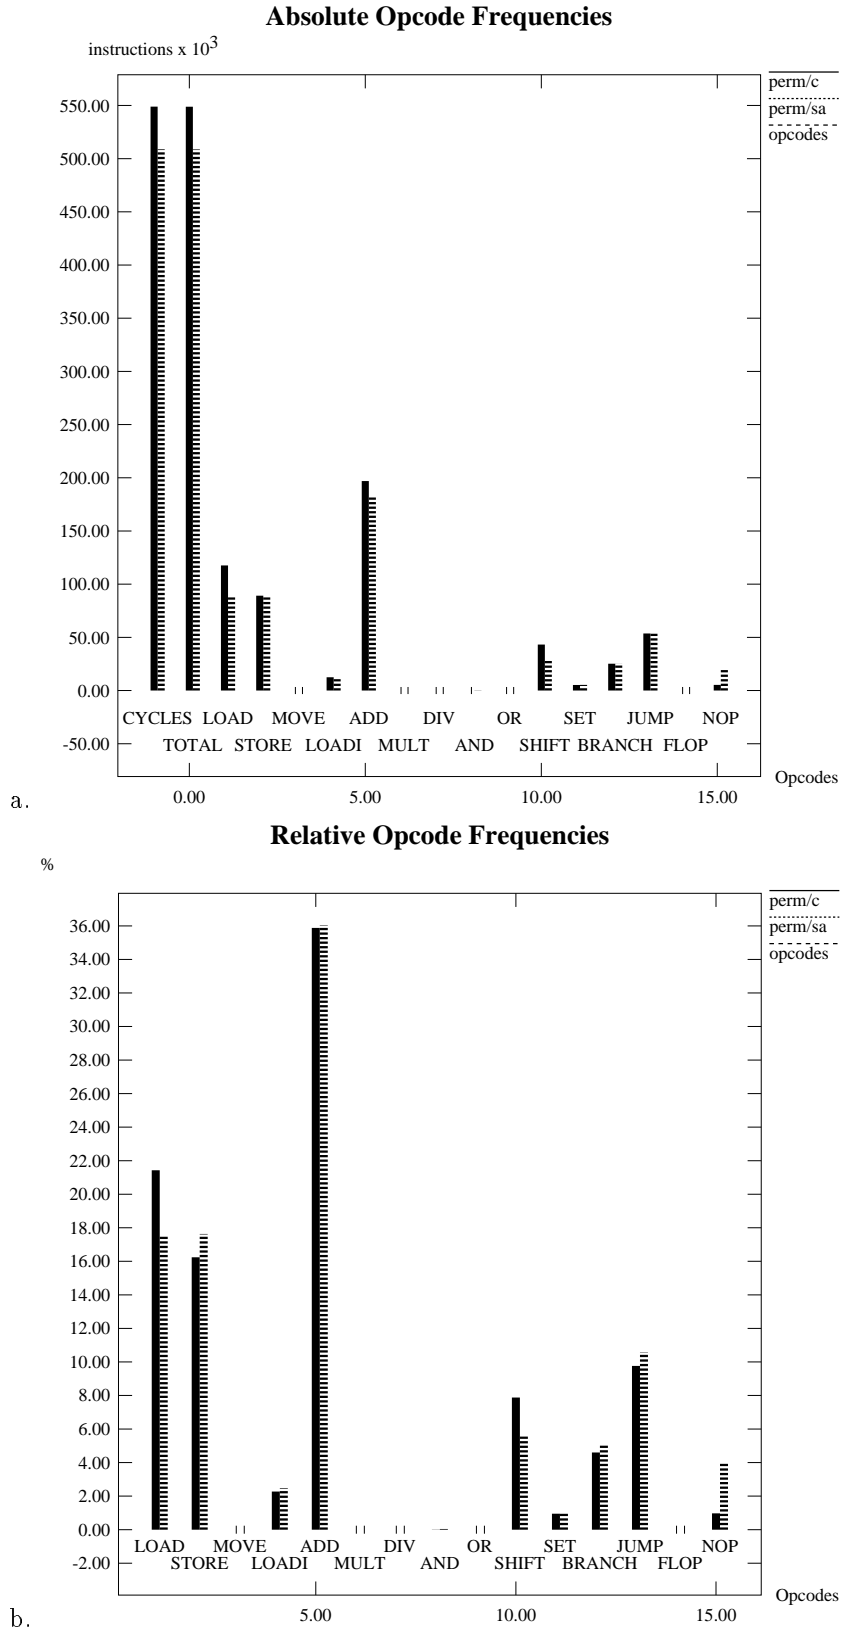 Absolute Opcode Frequencies
instructions x 10³
perm/c
perm/sa
opcodes
550.00
500.00
450.00
400.00
350.00
300.00
250.00
200.00
150.00
100.00
50.00
0.00
CYCLES LOAD MOVE ADD DIV OR SET JUMP NOP
TOTAL STORE LOADI MULT AND SHIFT BRANCH FLOP
-50.00
Opcodes
a.
0.00 5.00 10.00 15.00
Relative Opcode Frequencies
%
perm/c
perm/sa
opcodes
36.00
34.00
32.00
30.00
28.00
26.00
24.00
22.00
20.00
18.00
16.00
14.00
12.00
10.00
8.00
6.00
4.00
2.00
0.00
LOAD MOVE ADD DIV OR SET JUMP NOP
STORE LOADI MULT AND SHIFT BRANCH FLOP
-2.00
Opcodes
b.
5.00 10.00 15.00